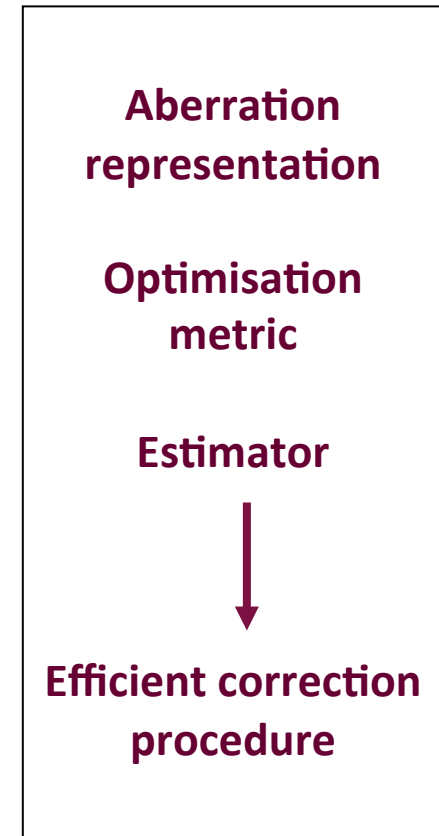 Aberration
representation
Optimisation
metric
Estimator
Efficient correction
procedure